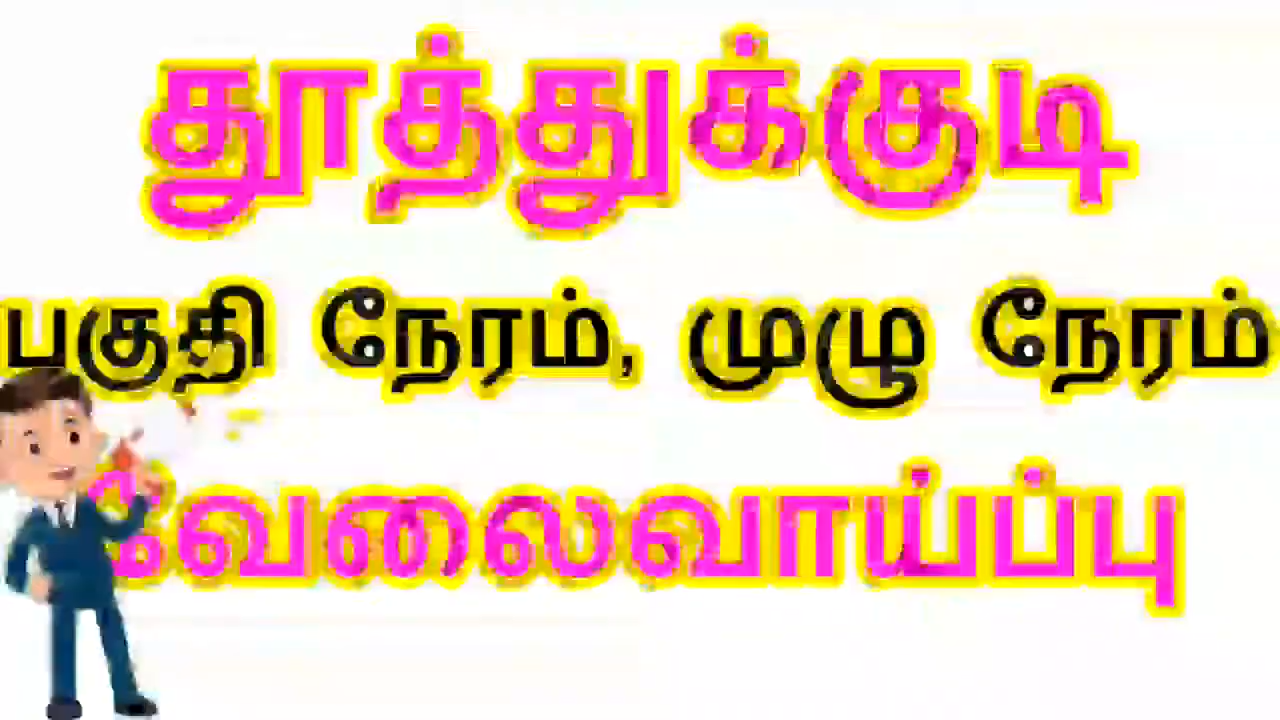 தூத்துக்குடி
பகுதி நேரம், முழு நேரம்
வேலைவாய்ப்பு